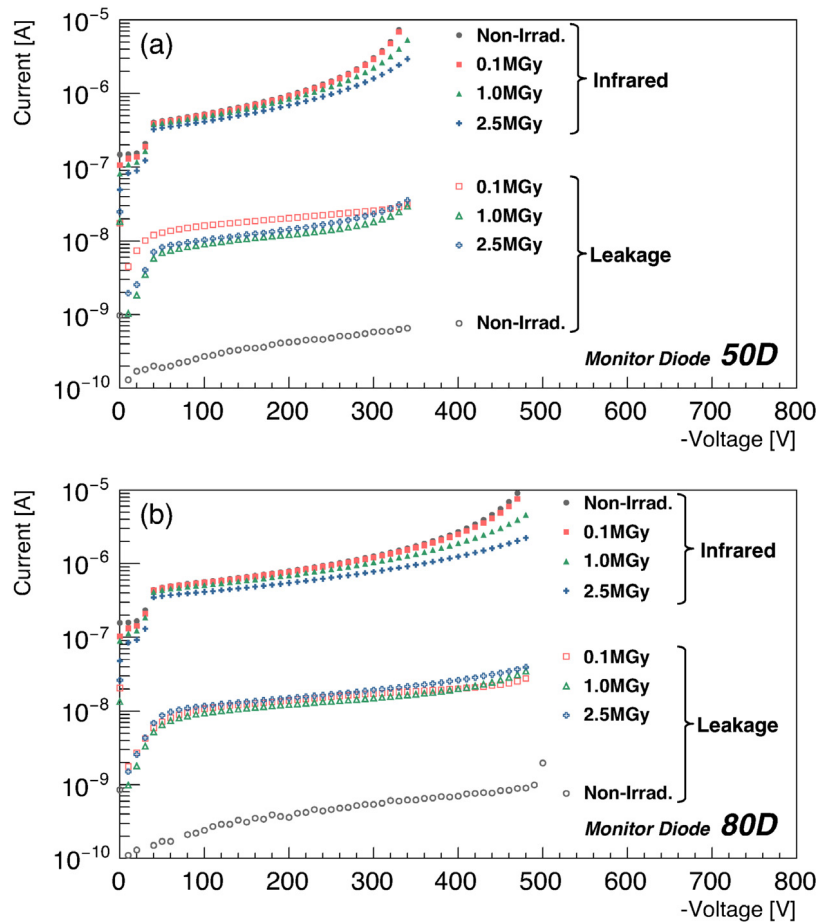 Current [A]
10⁻⁵
(a)
Non-Irrad.
0.1MGy
1.0MGy
2.5MGy
Infrared
10⁻⁶
10⁻⁷
0.1MGy
1.0MGy
2.5MGy
Leakage
10⁻⁸
10⁻⁹
Non-Irrad.
Monitor Diode 50D
10⁻¹⁰
0 100 200 300 400 500 600 700 800
-Voltage [V]
Current [A]
10⁻⁵
(b)
Non-Irrad.
0.1MGy
1.0MGy
2.5MGy
Infrared
10⁻⁶
10⁻⁷
0.1MGy
1.0MGy
2.5MGy
Leakage
10⁻⁸
10⁻⁹
Non-Irrad.
Monitor Diode 80D
10⁻¹⁰
0 100 200 300 400 500 600 700 800
-Voltage [V]